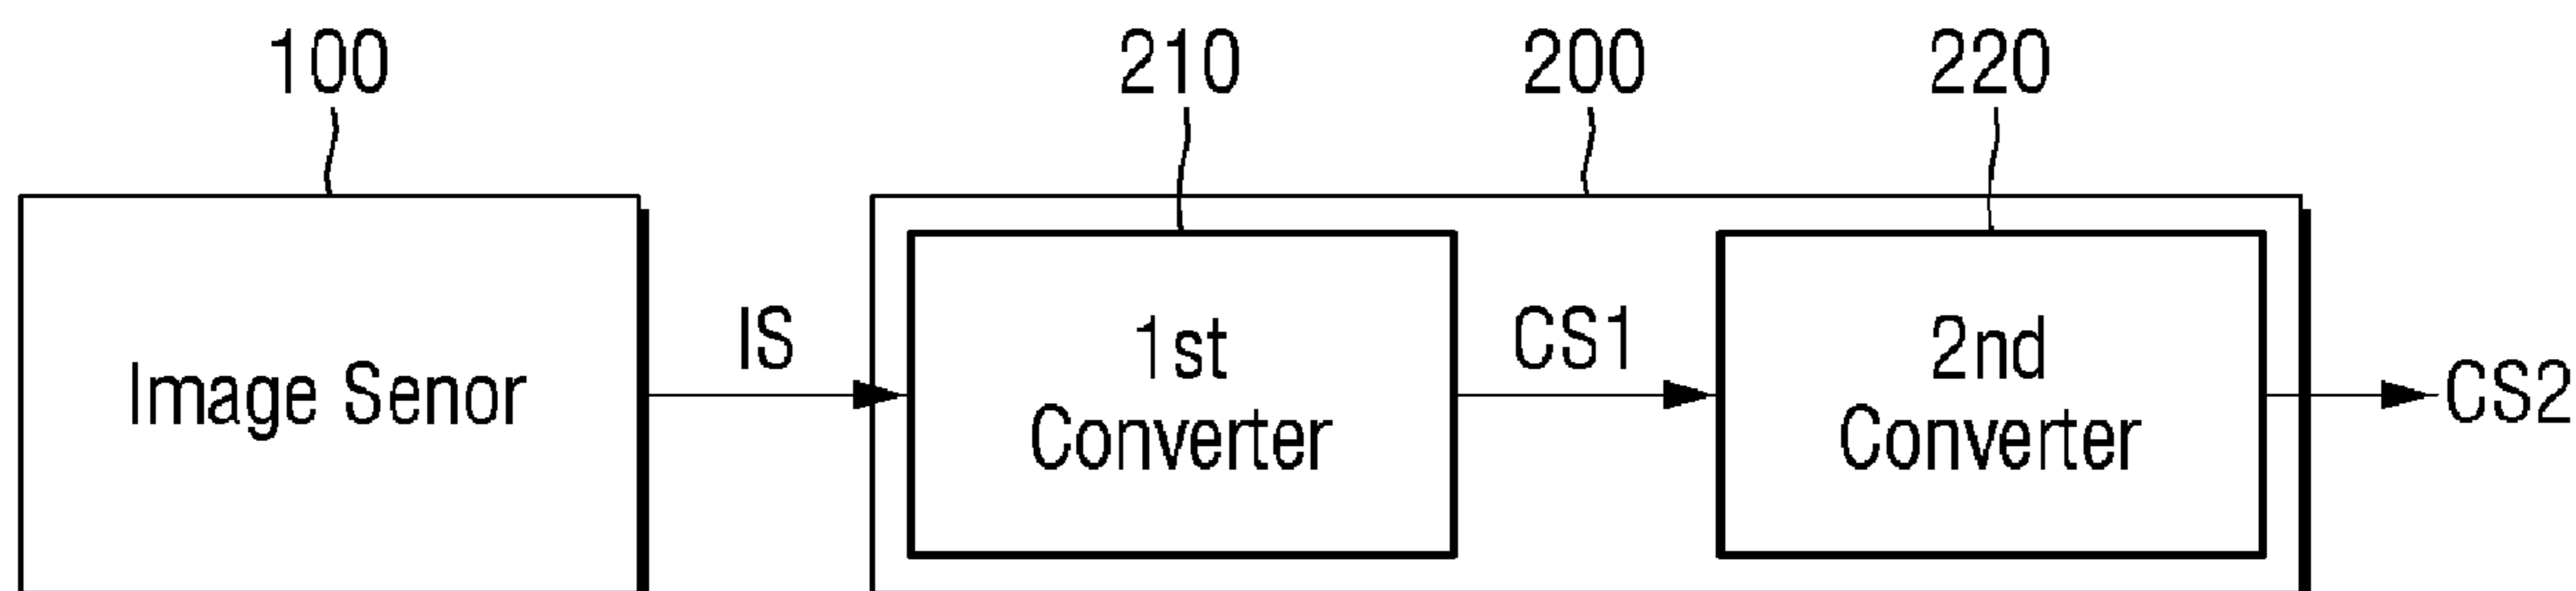 100
210
200
220
Image Senor
IS
1st
Converter
CS1
2nd
Converter
CS2